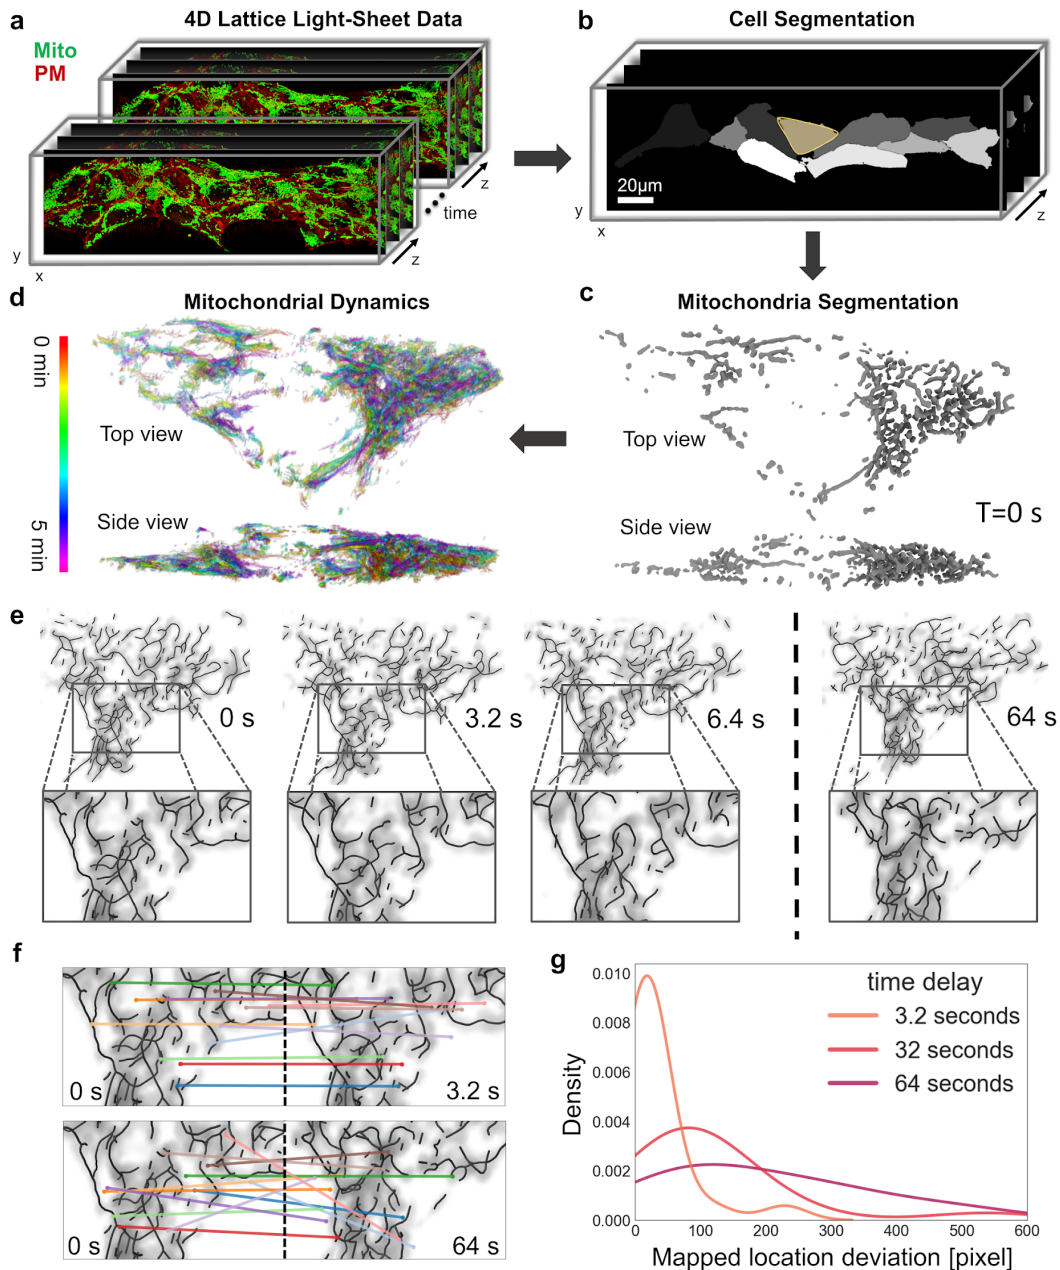 a
4D Lattice Light-Sheet Data
Mito
PM
z
time
y
x
z
b
Cell Segmentation
20µm
y
x
z
d
Mitochondrial Dynamics
0 min
5 min
Top view
Side view
c
Mitochondria Segmentation
Top view
Side view
T=0 s
e
0 s
3.2 s
6.4 s
64 s
f
0 s
3.2 s
0 s
64 s
g
time delay
3.2 seconds
32 seconds
64 seconds
Density
0.010
0.008
0.006
0.004
0.002
0.000
0 100 200 300 400 500 600
Mapped location deviation [pixel]